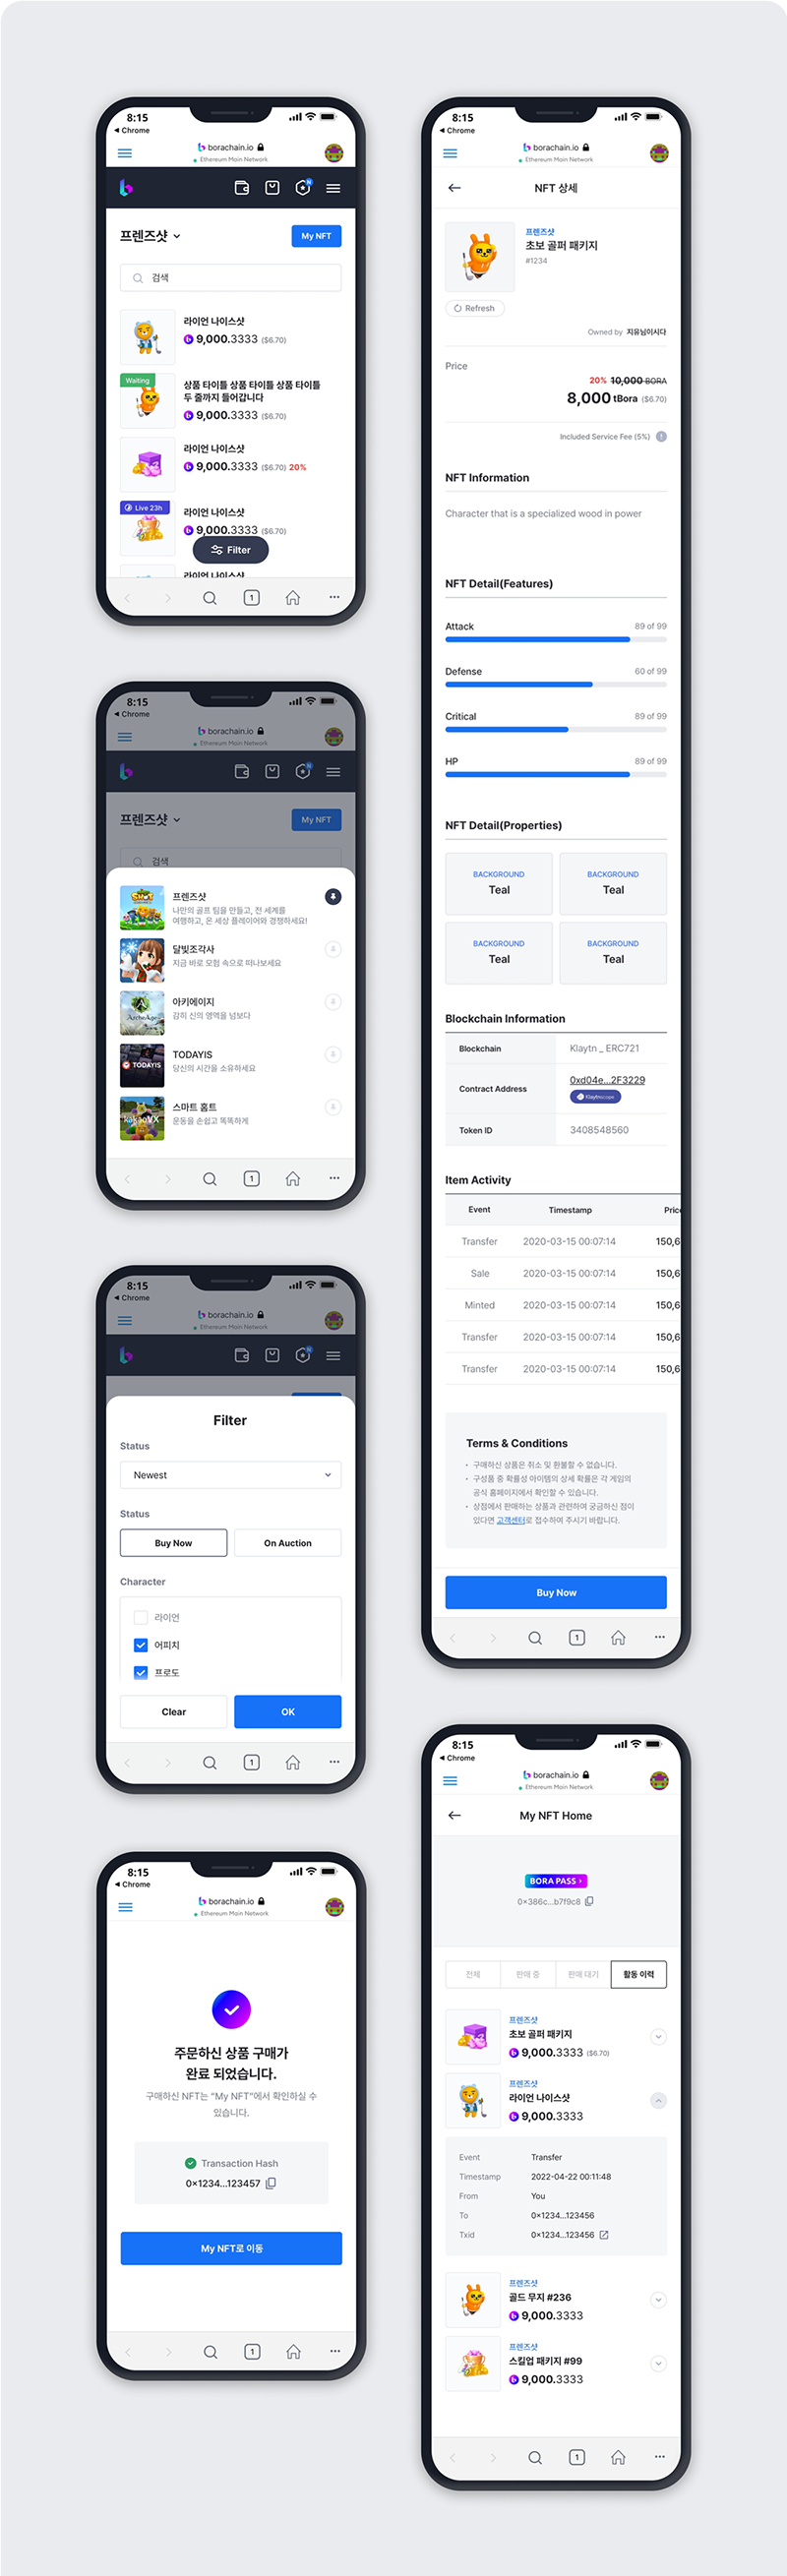 8:15
Chrome
borachain.io
Ethereum Main Network
N
프렌즈샷
My NFT
검색
라이언 나이스샷
9,000.3333 ($6.70)
Waiting
상품 타이틀 상품 타이틀 상품 타이틀
두 줄까지 들어갑니다
9,000.3333 ($6.70)
라이언 나이스샷
9,000.3333 ($6.70) 20%
Live 23h
라이언 나이스샷
9,000.3333 ($6.70)
라이언 나이스샷
Filter
1
8:15
Chrome
borachain.io
Ethereum Main Network
N
프렌즈샷
My NFT
검색
프렌즈샷
나만의 골프 팀을 만들고, 전 세계를
여행하고, 온 세상 플레이어와 경쟁하세요!
달빛조각사
지금 바로 모험 속으로 떠나보세요
ArcheAge
아키에이지
감히 신의 영역을 넘보다
TODAYIS
TODAYIS
당신의 시간을 소유하세요
kakao VX
스마트 홈트
운동을 손쉽고 똑똑하게
1
8:15
Chrome
borachain.io
Ethereum Main Network
N
Filter
Status
Newest
Status
Buy Now
On Auction
Character
라이언
어피치
프로도
Clear
OK
1
8:15
Chrome
borachain.io
Ethereum Main Network
주문하신 상품 구매가
완료 되었습니다.
구매하신 NFT는 “My NFT”에서 확인하실 수
있습니다.
Transaction Hash
0×1234...123457
My NFT로 이동
1
8:15
Chrome
borachain.io
Ethereum Main Network
NFT 상세
프렌즈샷
초보 골퍼 패키지
#1234
Refresh
Owned by 지유님이시다
Price
20% 10,000 BORA
8,000 tBora ($6.70)
Included Service Fee (5%)
NFT Information
Character that is a specialized wood in power
NFT Detail(Features)
Attack 89 of 99
Defense 60 of 99
Critical 89 of 99
HP 89 of 99
NFT Detail(Properties)
BACKGROUND BACKGROUND
Teal Teal
BACKGROUND BACKGROUND
Teal Teal
Blockchain Information
Blockchain Klaytn _ ERC721
Contract Address 0xd04e...2F3229
Klaytnscope
Token ID 3408548560
Item Activity
Event Timestamp Price
Transfer 2020-03-15 00:07:14 150,6
Sale 2020-03-15 00:07:14 150,6
Minted 2020-03-15 00:07:14 150,6
Transfer 2020-03-15 00:07:14 150,6
Transfer 2020-03-15 00:07:14 150,6
Terms & Conditions
· 구매하신 상품은 취소 및 환불할 수 없습니다.
· 구성품 중 확률성 아이템의 상세 확률은 각 게임의
공식 홈페이지에서 확인할 수 있습니다.
· 상점에서 판매하는 상품과 관련하여 궁금하신 점이
있다면 고객센터로 접수하여 주시기 바랍니다.
Buy Now
1
8:15
Chrome
borachain.io
Ethereum Main Network
My NFT Home
BORA PASS ›
0×386c...b7f9c8
전체
판매 중
판매 대기
활동 이력
프렌즈샷
초보 골퍼 패키지
9,000.3333 ($6.70)
프렌즈샷
라이언 나이스샷
9,000.3333
Event Transfer
Timestamp 2022-04-22 00:11:48
From You
To 0×1234...123456
Txid 0×1234...123456
프렌즈샷
골드 무지 #236
9,000.3333
프렌즈샷
스킬업 패키지 #99
9,000.3333
1